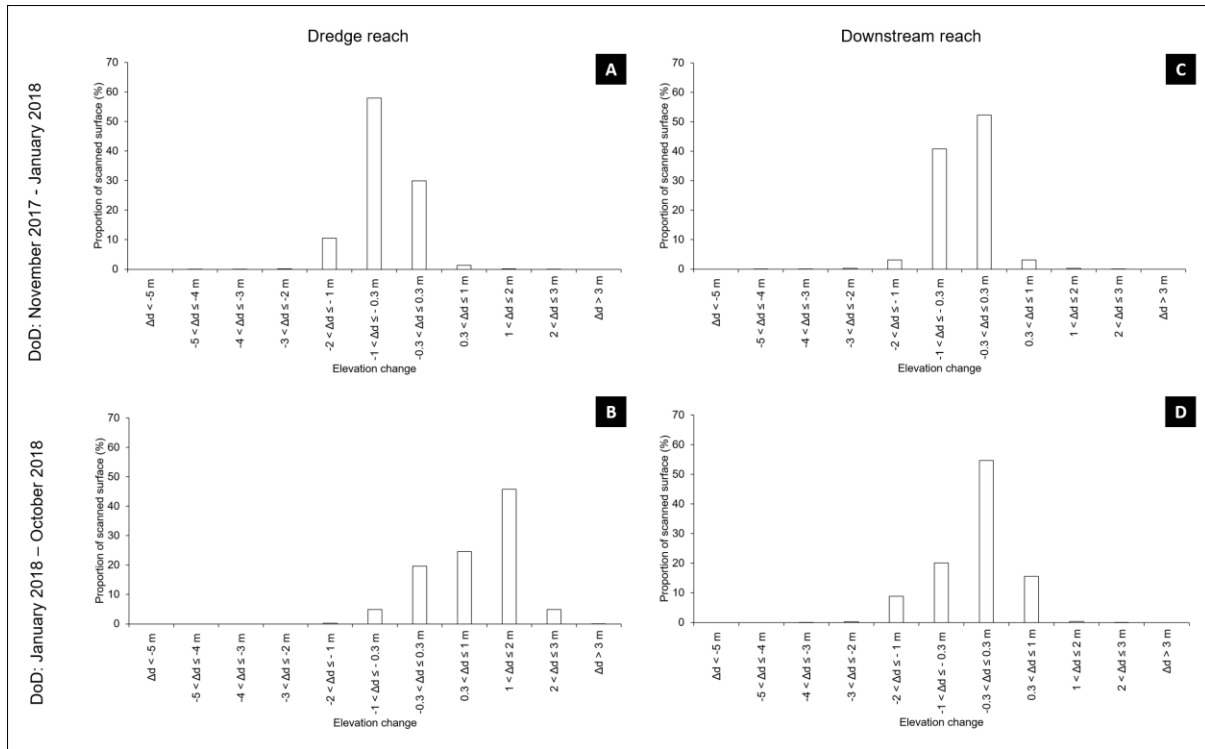 Dredge reach
Downstream reach
DoD: November 2017 - January 2018
A
Proportion of scanned surface (%)
70
60
50
40
30
20
10
0
Δd < -5 m
-5 < Δd ≤ -4 m
-4 < Δd ≤ -3 m
-3 < Δd ≤ -2 m
-2 < Δd ≤ - 1 m
-1 < Δd ≤ - 0.3 m
-0.3 < Δd ≤ 0.3 m
0.3 < Δd ≤ 1 m
1 < Δd ≤ 2 m
2 < Δd ≤ 3 m
Δd > 3 m
Elevation change
C
Proportion of scanned surface (%)
70
60
50
40
30
20
10
0
Δd < -5 m
-5 < Δd ≤ -4 m
-4 < Δd ≤ -3 m
-3 < Δd ≤ -2 m
-2 < Δd ≤ - 1 m
-1 < Δd ≤ - 0.3 m
-0.3 < Δd ≤ 0.3 m
0.3 < Δd ≤ 1 m
1 < Δd ≤ 2 m
2 < Δd ≤ 3 m
Δd > 3 m
Elevation change
DoD: January 2018 – October 2018
B
Proportion of scanned surface (%)
70
60
50
40
30
20
10
0
Δd < -5 m
-5 < Δd ≤ -4 m
-4 < Δd ≤ -3 m
-3 < Δd ≤ -2 m
-2 < Δd ≤ - 1 m
-1 < Δd ≤ - 0.3 m
-0.3 < Δd ≤ 0.3 m
0.3 < Δd ≤ 1 m
1 < Δd ≤ 2 m
2 < Δd ≤ 3 m
Δd > 3 m
Elevation change
D
Proportion of scanned surface (%)
70
60
50
40
30
20
10
0
Δd < -5 m
-5 < Δd ≤ -4 m
-4 < Δd ≤ -3 m
-3 < Δd ≤ -2 m
-2 < Δd ≤ - 1 m
-1 < Δd ≤ - 0.3 m
-0.3 < Δd ≤ 0.3 m
0.3 < Δd ≤ 1 m
1 < Δd ≤ 2 m
2 < Δd ≤ 3 m
Δd > 3 m
Elevation change